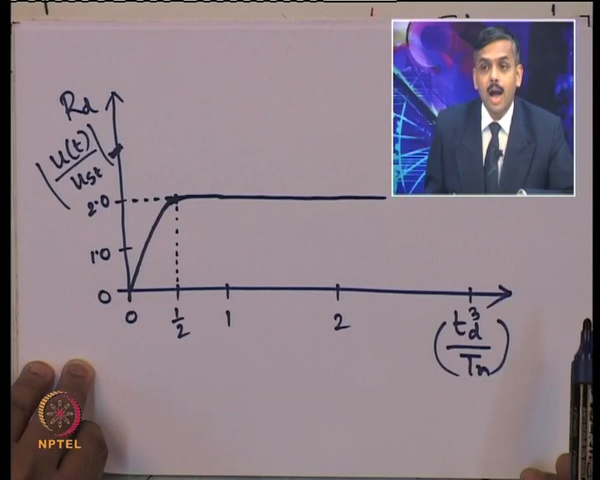 Rd
|u(t)/ust|
2.0
1.0
0
0 1/2 1 2 3
(td/Tn)
NPTEL